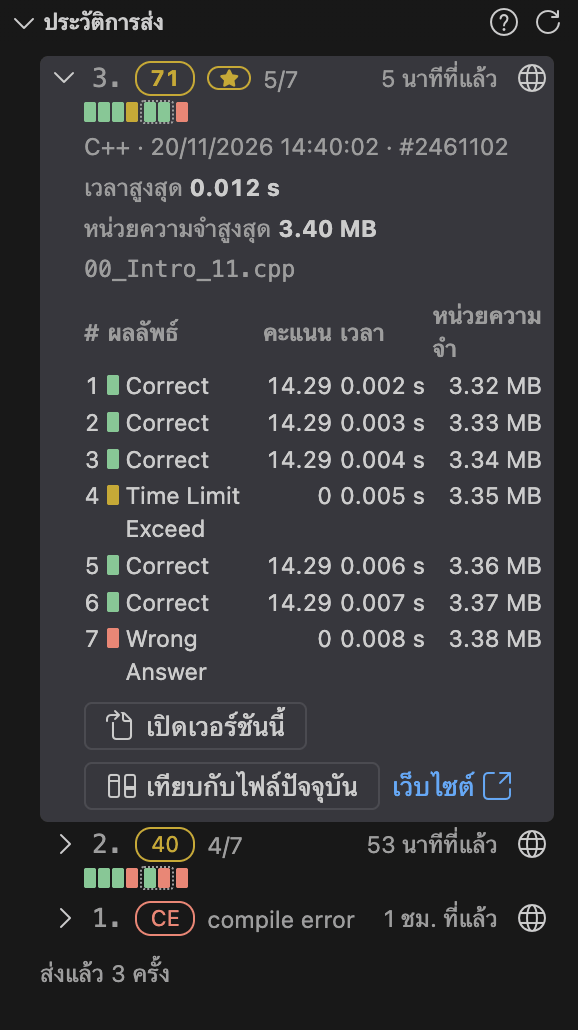 ประวัติการส่ง
3. 71 5/7 5 นาทีที่แล้ว
C++ · 20/11/2026 14:40:02 · #2461102
เวลาสูงสุด 0.012 s
หน่วยความจำสูงสุด 3.40 MB
00_Intro_11.cpp
# ผลลัพธ์ คะแนน เวลา หน่วยความจำ
1 Correct 14.29 0.002 s 3.32 MB
2 Correct 14.29 0.003 s 3.33 MB
3 Correct 14.29 0.004 s 3.34 MB
4 Time Limit Exceed 0 0.005 s 3.35 MB
5 Correct 14.29 0.006 s 3.36 MB
6 Correct 14.29 0.007 s 3.37 MB
7 Wrong Answer 0 0.008 s 3.38 MB
เปิดเวอร์ชันนี้
เทียบกับไฟล์ปัจจุบัน เว็บไซต์
2. 40 4/7 53 นาทีที่แล้ว
1. CE compile error 1 ชม. ที่แล้ว
ส่งแล้ว 3 ครั้ง